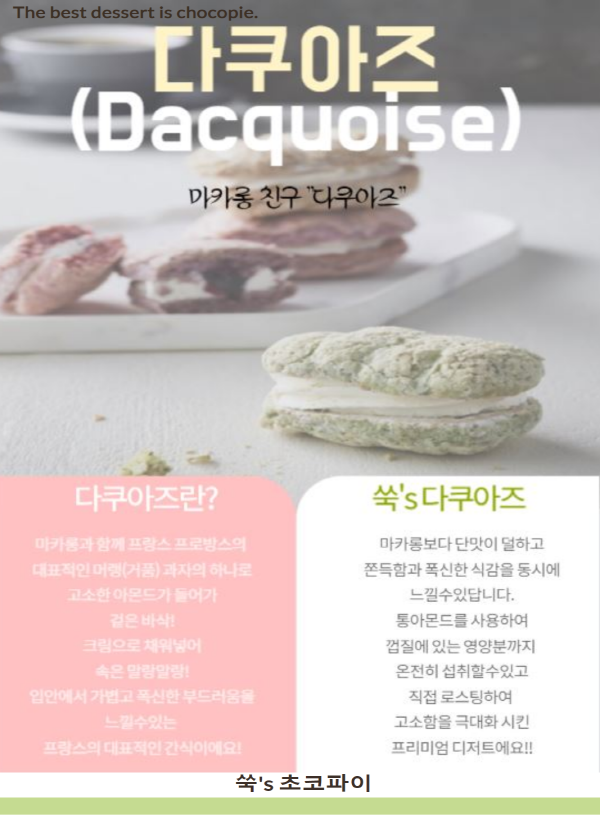 The best dessert is chocopie.
다쿠아즈
(Dacquoise)
마카롱 친구 "다쿠아즈"
다쿠아즈란?
마카롱과 함께 프랑스 프로방스의
대표적인 머랭(거품) 과자의 하나로
고소한 아몬드가 들어가
겉은 바삭!
크림으로 채워넣어
속은 말랑말랑!
입안에서 가볍고 폭신한 부드러움을
느낄수있는
프랑스의 대표적인 간식이에요!
쑥's 다쿠아즈
마카롱보다 단맛이 덜하고
쫀득함과 폭신한 식감을 동시에
느낄수있답니다.
통아몬드를 사용하여
껍질에 있는 영양분까지
온전히 섭취할수있고
직접 로스팅하여
고소함을 극대화 시킨
프리미엄 디저트에요!!
쑥's 초코파이